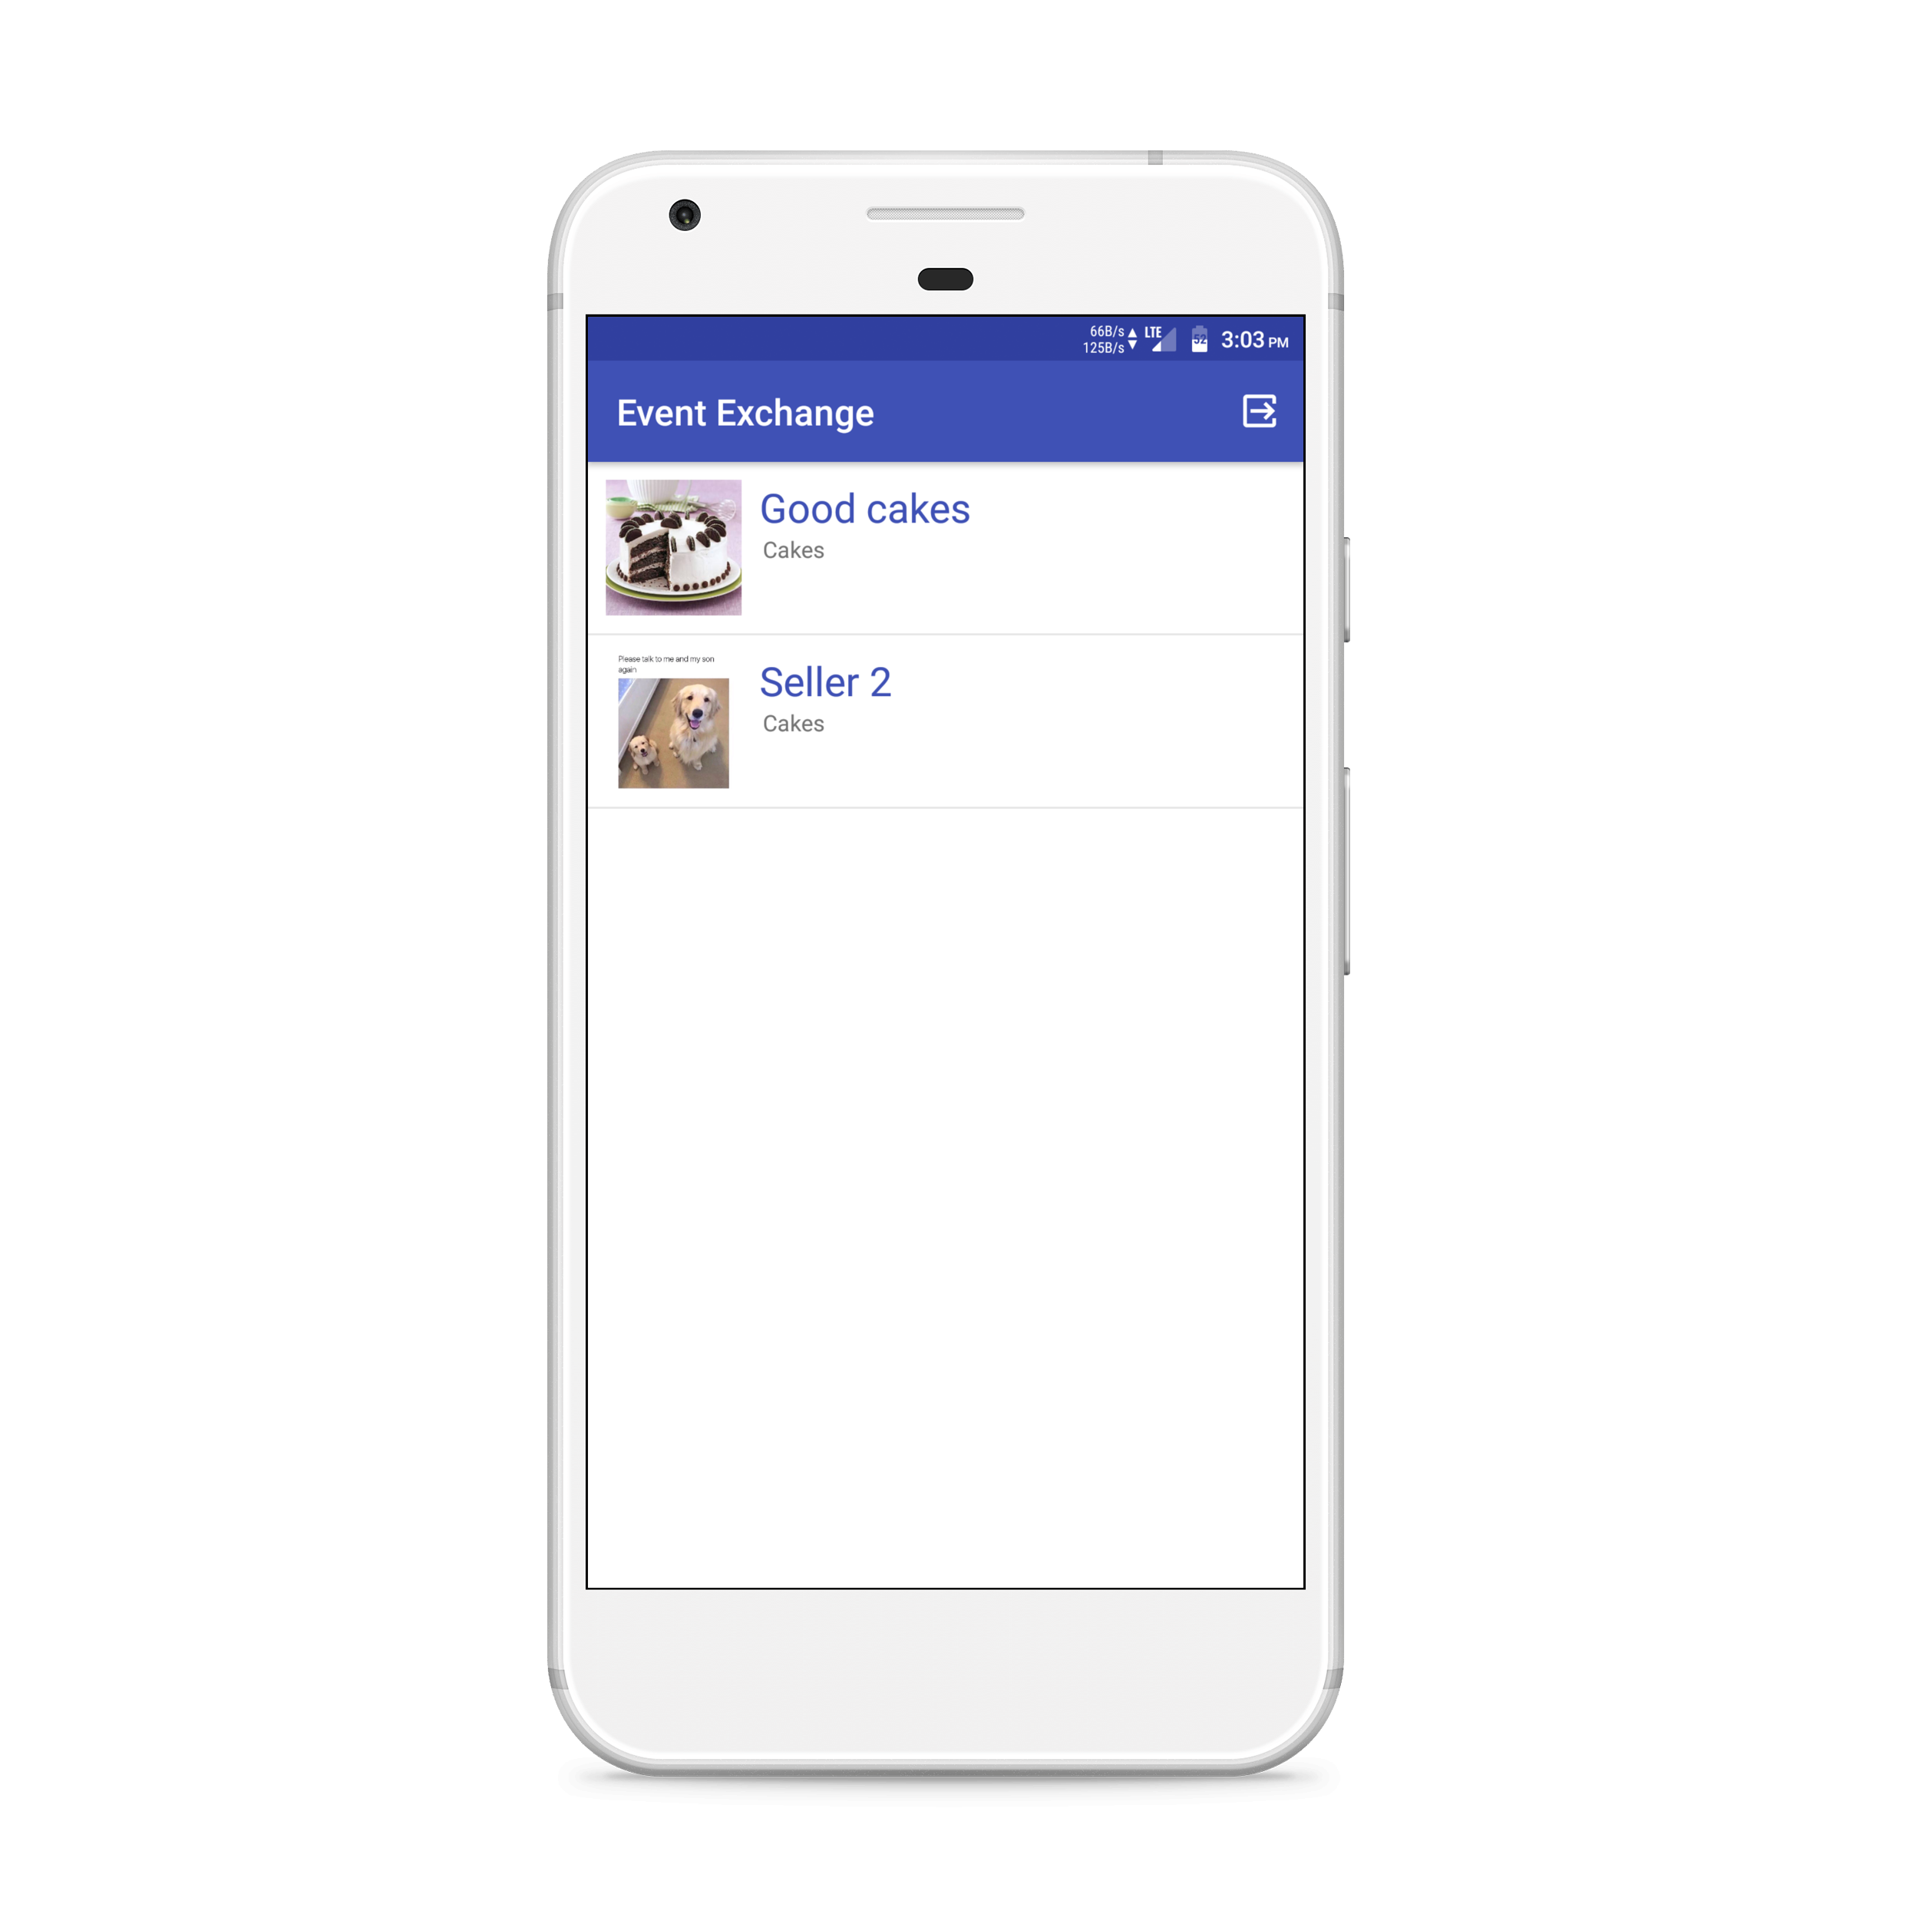 66B/s
125B/s
LTE
52
3:03 PM
Event Exchange
Good cakes
Cakes
Please talk to me and my son
again
Seller 2
Cakes